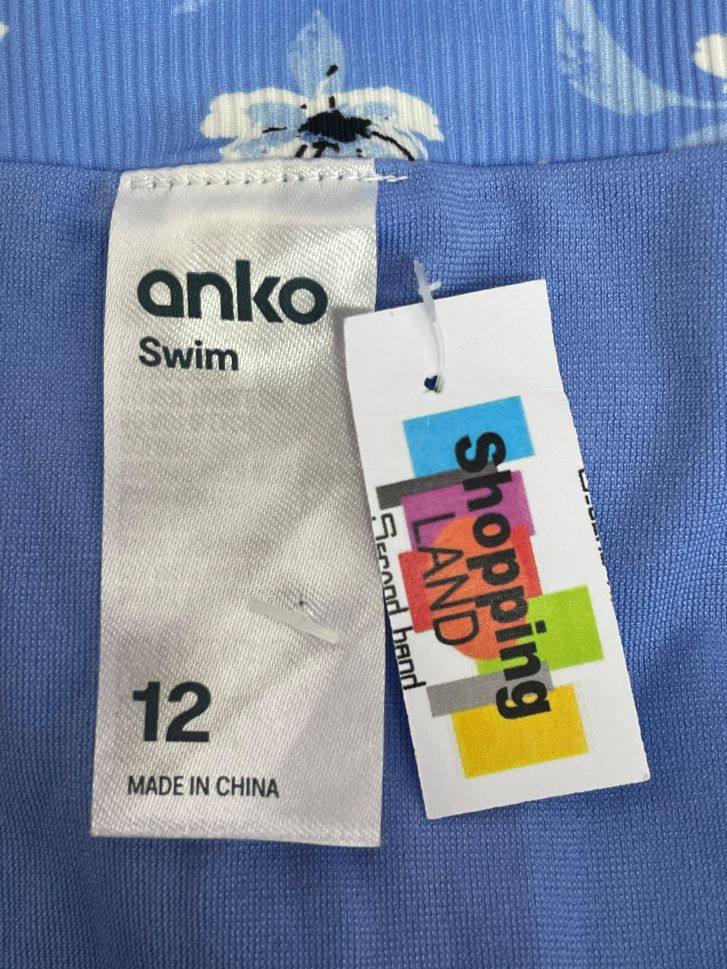 anko
Swim
12
MADE IN CHINA
shopping
LAND
Second hand